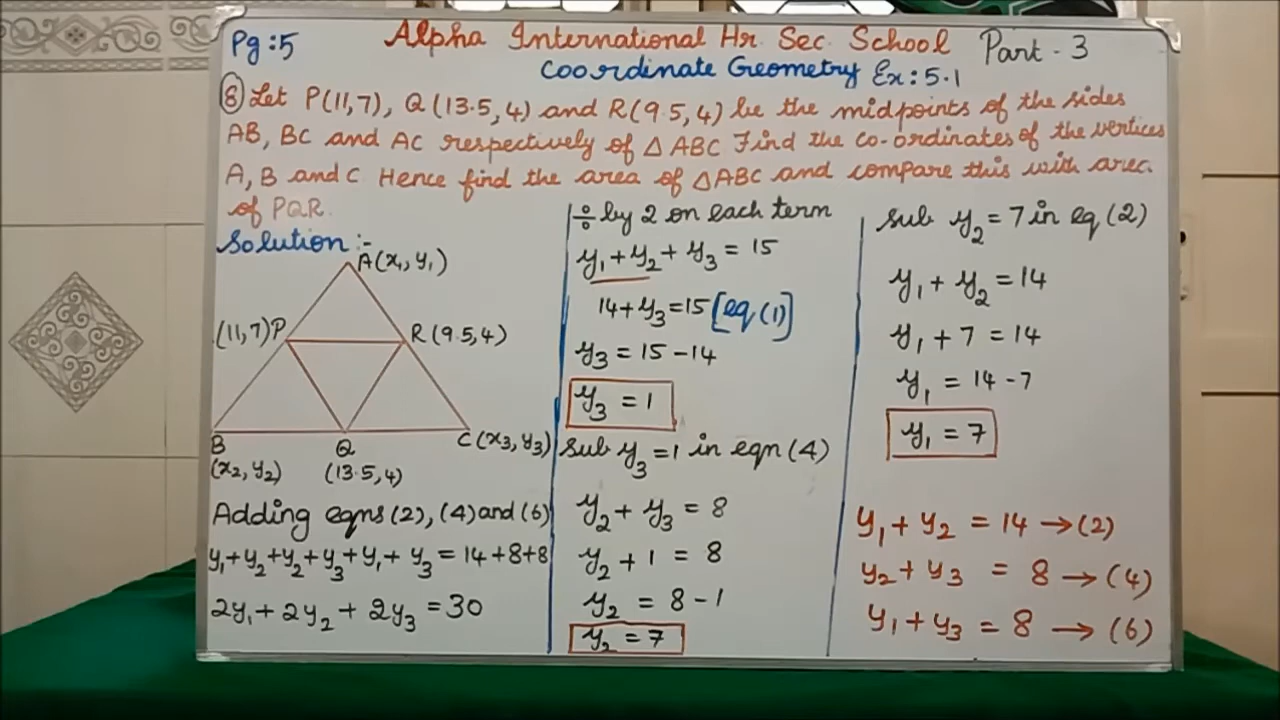 Pg:5
Alpha International Hr. Sec. School
Part - 3
Coordinate Geometry Ex: 5.1
⑧ Let P(11,7), Q(13.5,4) and R(9.5,4) be the midpoints of the sides
AB, BC and AC respectively of △ABC Find the co-ordinates of the vertices
A, B and C Hence find the area of △ABC and compare this with area
of PQR.
Solution :-
A(x₁, y₁)
(11,7)P
R(9.5,4)
B
Q
C(x₃, y₃)
(x₂, y₂)
(13.5,4)
Adding eqns (2), (4) and (6)
y₁+y₂+y₂+y₃+y₁+y₃ = 14+8+8
2y₁+2y₂+2y₃ = 30
÷ by 2 on each term
y₁+y₂+y₃ = 15
14+y₃=15 [eq (1)]
y₃ = 15-14
y₃ = 1
Sub y₃=1 in eqn (4)
y₂+y₃ = 8
y₂+1 = 8
y₂ = 8-1
y₂ = 7
Sub y₂ = 7 in eq (2)
y₁ + y₂ = 14
y₁ + 7 = 14
y₁ = 14-7
y₁ = 7
y₁+y₂ = 14 →(2)
y₂+y₃ = 8 →(4)
y₁+y₃ = 8 →(6)